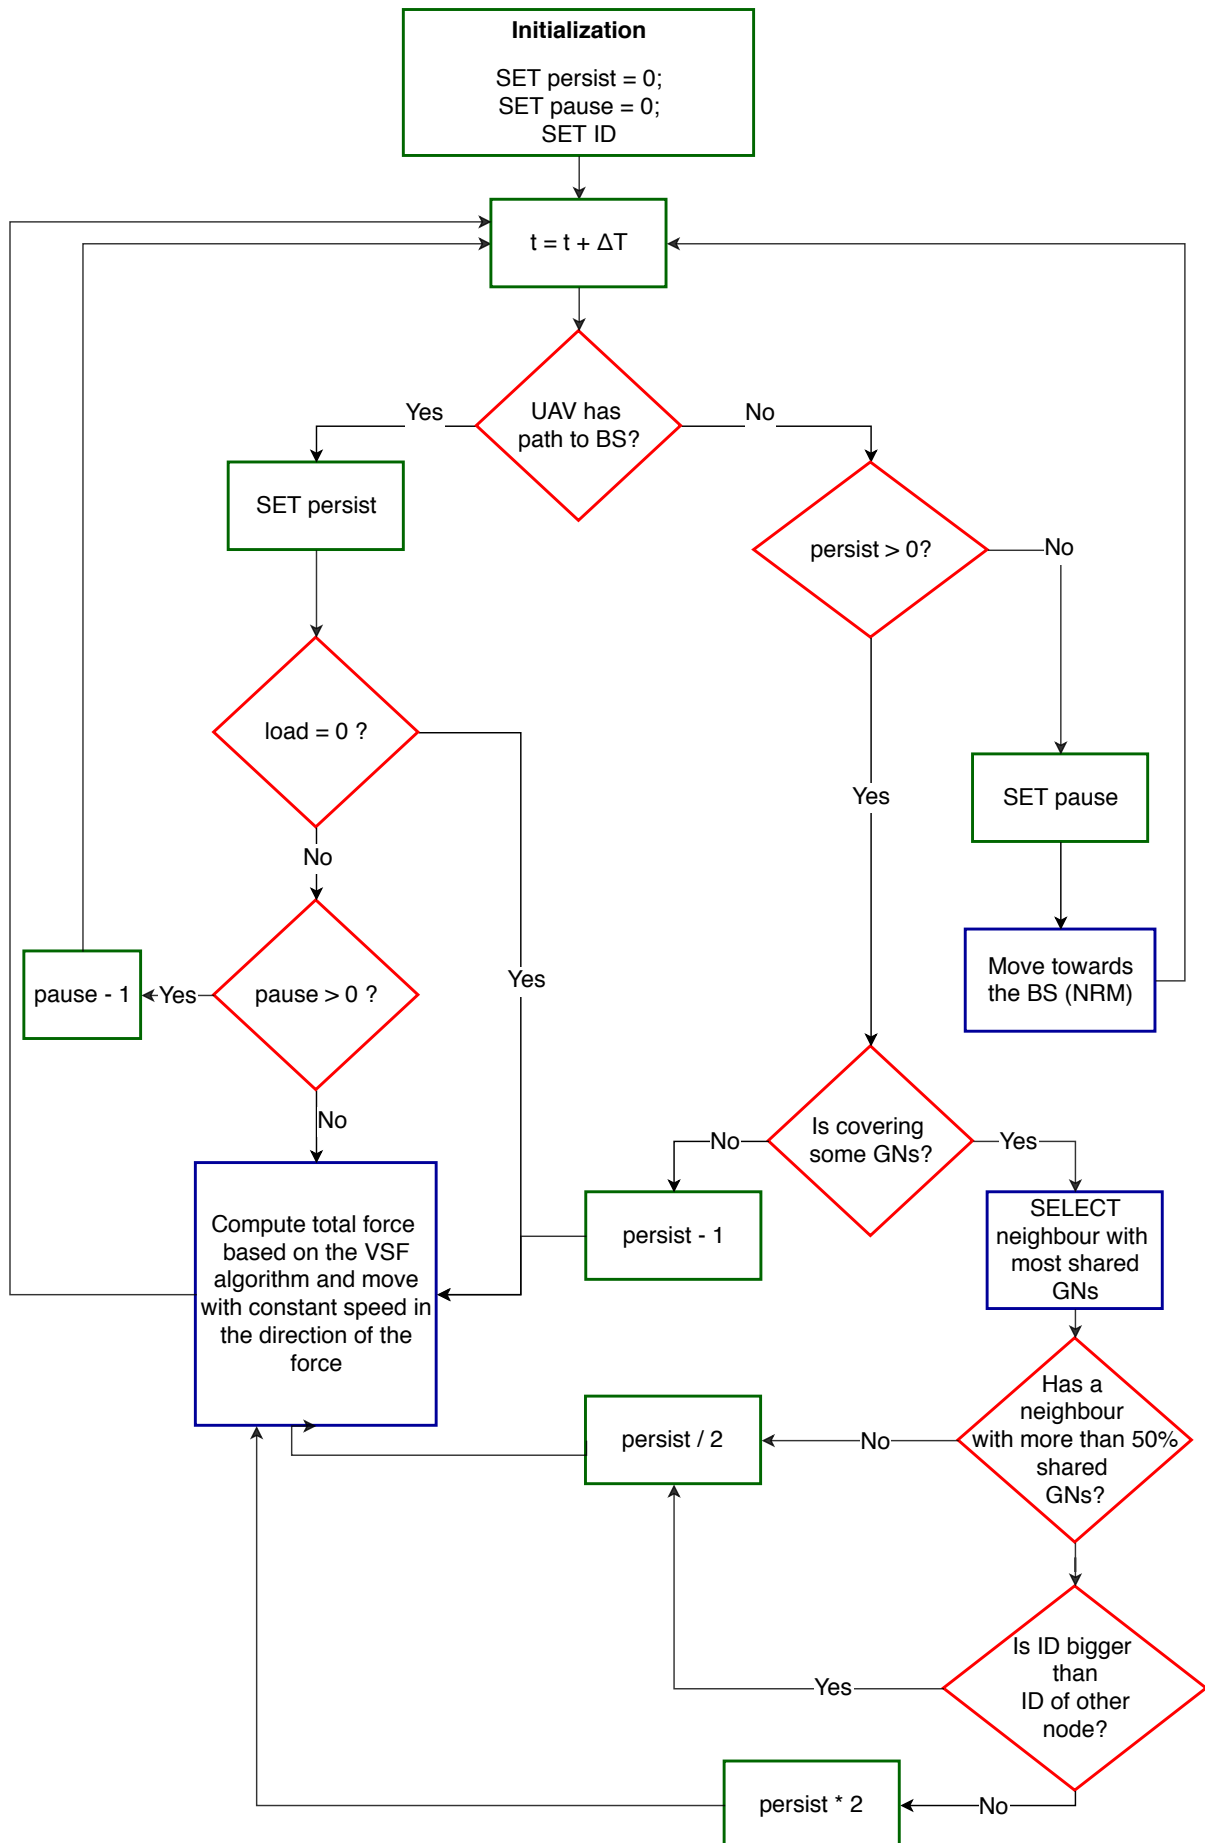 Initialization
SET persist = 0;
SET pause = 0;
SET ID
t = t + ΔT
UAV has
path to BS?
Yes
No
SET persist
persist > 0?
No
load = 0 ?
SET pause
Yes
No
Move towards
the BS (NRM)
Yes
pause - 1
Yes
pause > 0 ?
No
Is covering
some GNs?
No
Yes
Compute total force
based on the VSF
algorithm and move
with constant speed in
the direction of the
force
persist - 1
SELECT
neighbour with
most shared
GNs
Has a
neighbour
with more than 50%
shared
GNs?
No
persist / 2
Is ID bigger
than
ID of other
node?
Yes
No
persist * 2